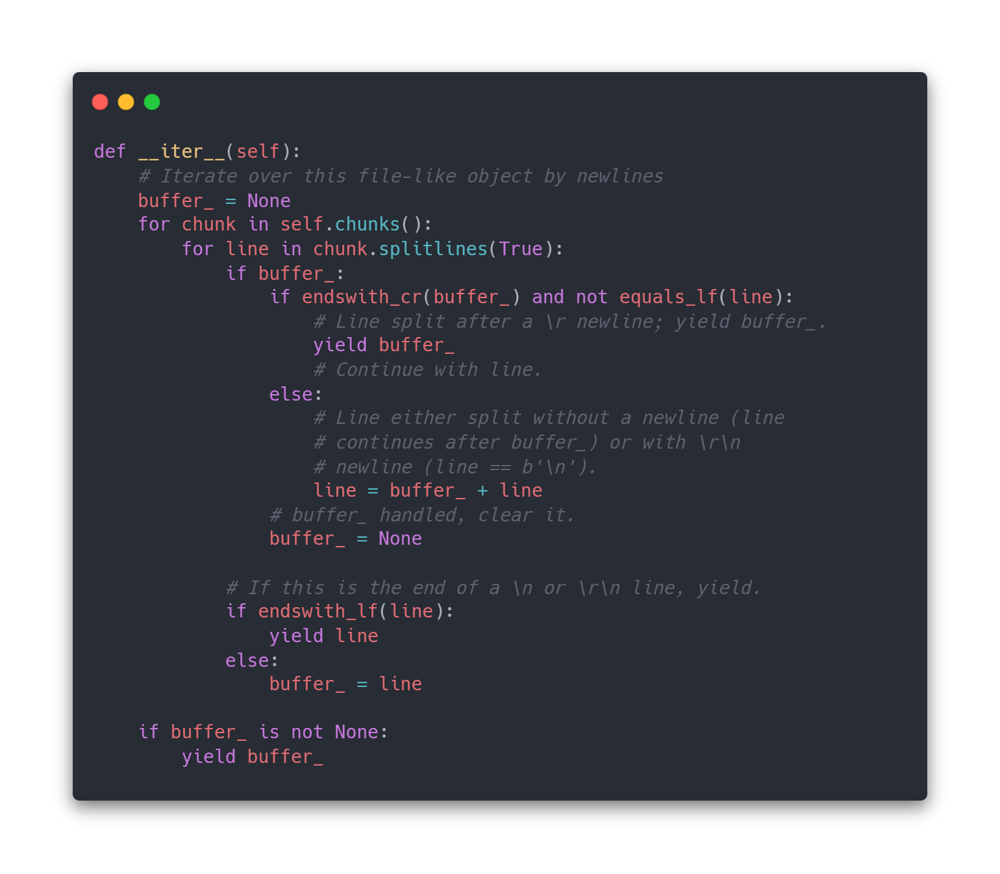 def __iter__(self):
    # Iterate over this file-like object by newlines
    buffer_ = None
    for chunk in self.chunks():
        for line in chunk.splitlines(True):
            if buffer_:
                if endswith_cr(buffer_) and not equals_lf(line):
                    # Line split after a \r newline; yield buffer_.
                    yield buffer_
                    # Continue with line.
                else:
                    # Line either split without a newline (line
                    # continues after buffer_) or with \r\n
                    # newline (line == b'\n').
                    line = buffer_ + line
                # buffer_ handled, clear it.
                buffer_ = None

            # If this is the end of a \n or \r\n line, yield.
            if endswith_lf(line):
                yield line
            else:
                buffer_ = line

    if buffer_ is not None:
        yield buffer_